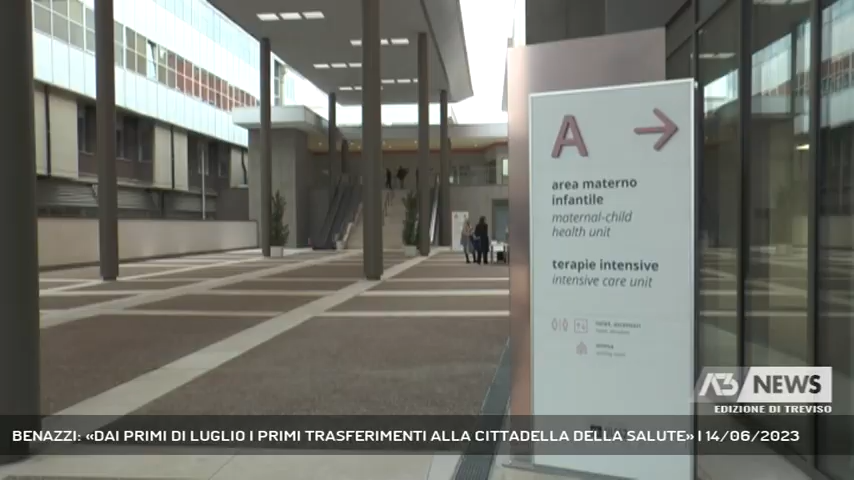 A
area materno
infantile
maternal-child
health unit
terapie intensive
intensive care unit
A3 NEWS
EDIZIONE DI TREVISO
BENAZZI: «DAI PRIMI DI LUGLIO I PRIMI TRASFERIMENTI ALLA CITTADELLA DELLA SALUTE» | 14/06/2023